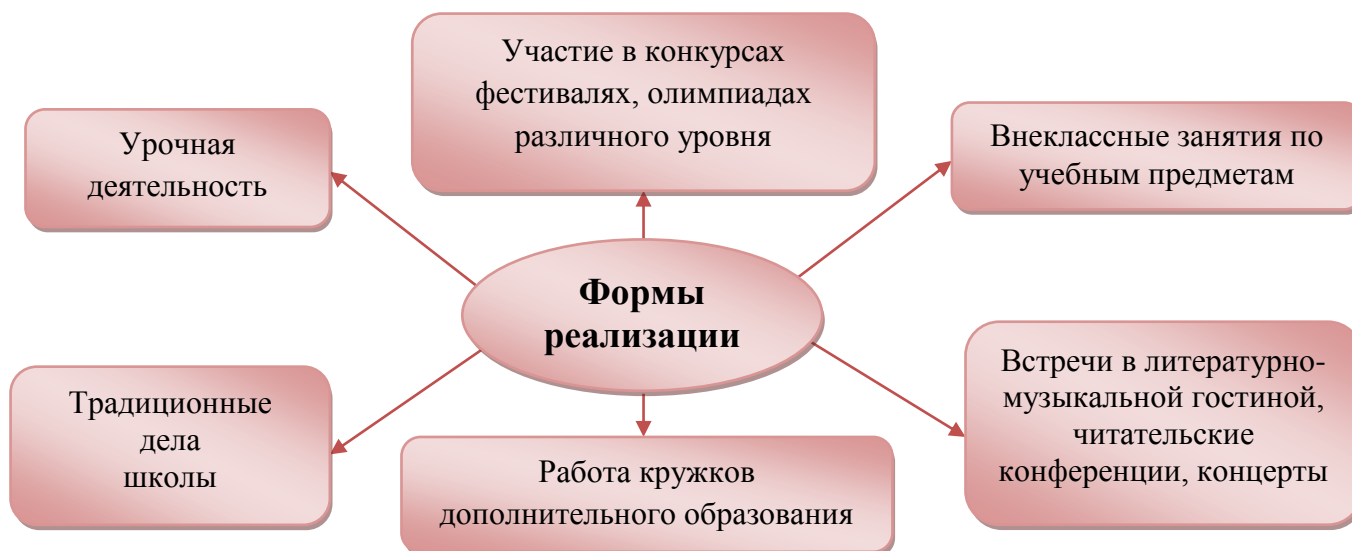 Участие в конкурсах
фестивалях, олимпиадах
различного уровня
Урочная
деятельность
Внеклассные занятия по
учебным предметам
Формы
реализации
Традиционные
дела
школы
Встречи в литературно-
музыкальной гостиной,
читательские
конференции, концерты
Работа кружков
дополнительного образования